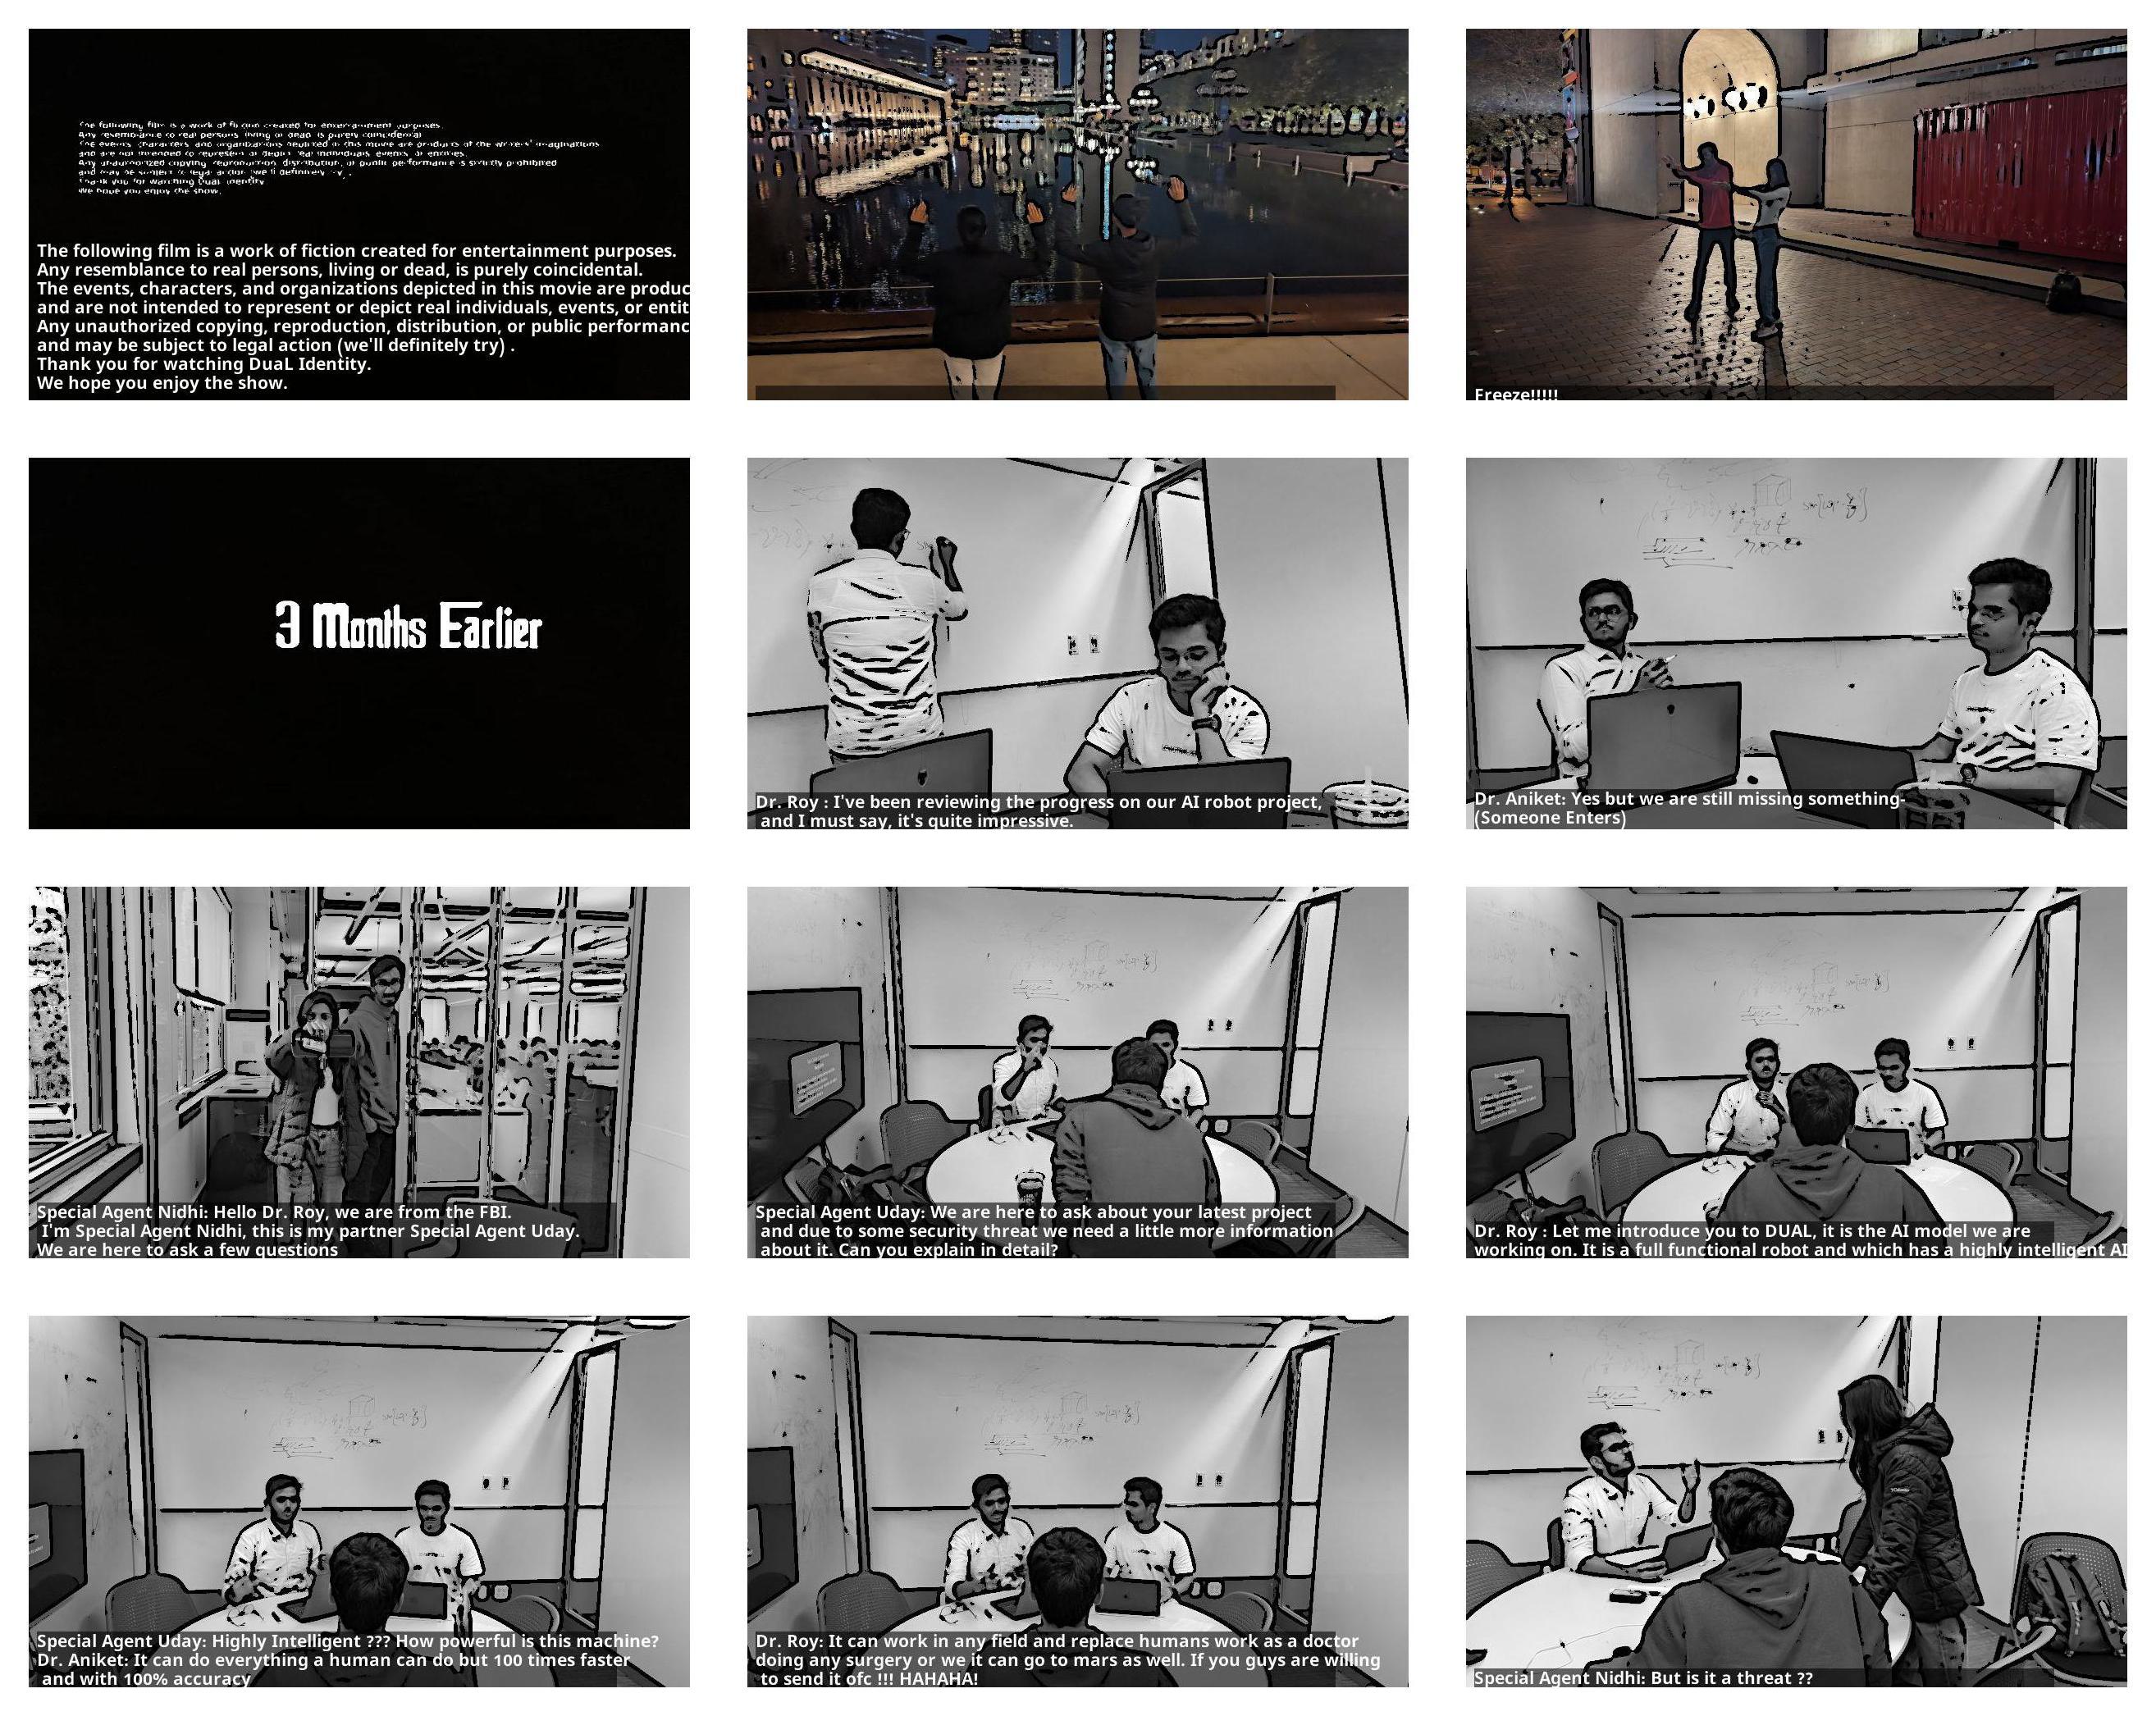 The following film is a work of fiction created for entertainment purposes.
Any resemblance to real persons, living or dead, is purely coincidental.
The events, characters, and organizations depicted in this movie are products of the writers' imaginations
and are not intended to represent or depict real individuals, events, or entities.
Any unauthorized copying, reproduction, distribution, or public performance is strictly prohibited
and may be subject to legal action (we'll definitely try) .
Thank you for watching DuaL Identity
We hope you enjoy the show.
The following film is a work of fiction created for entertainment purposes.
Any resemblance to real persons, living or dead, is purely coincidental.
The events, characters, and organizations depicted in this movie are produc
and are not intended to represent or depict real individuals, events, or entit
Any unauthorized copying, reproduction, distribution, or public performanc
and may be subject to legal action (we'll definitely try) .
Thank you for watching DuaL Identity.
We hope you enjoy the show.
Freeze!!!!!
3 Months Earlier
Dr. Roy : I've been reviewing the progress on our AI robot project,
and I must say, it's quite impressive.
Dr. Aniket: Yes but we are still missing something-
(Someone Enters)
Special Agent Nidhi: Hello Dr. Roy, we are from the FBI.
I'm Special Agent Nidhi, this is my partner Special Agent Uday.
We are here to ask a few questions
Special Agent Uday: We are here to ask about your latest project
and due to some security threat we need a little more information
about it. Can you explain in detail?
Dr. Roy : Let me introduce you to DUAL, it is the AI model we are
working on. It is a full functional robot and which has a highly intelligent AI
Special Agent Uday: Highly Intelligent ??? How powerful is this machine?
Dr. Aniket: It can do everything a human can do but 100 times faster
and with 100% accuracy
Dr. Roy: It can work in any field and replace humans work as a doctor
doing any surgery or we it can go to mars as well. If you guys are willing
to send it ofc !!! HAHAHA!
Special Agent Nidhi: But is it a threat ??